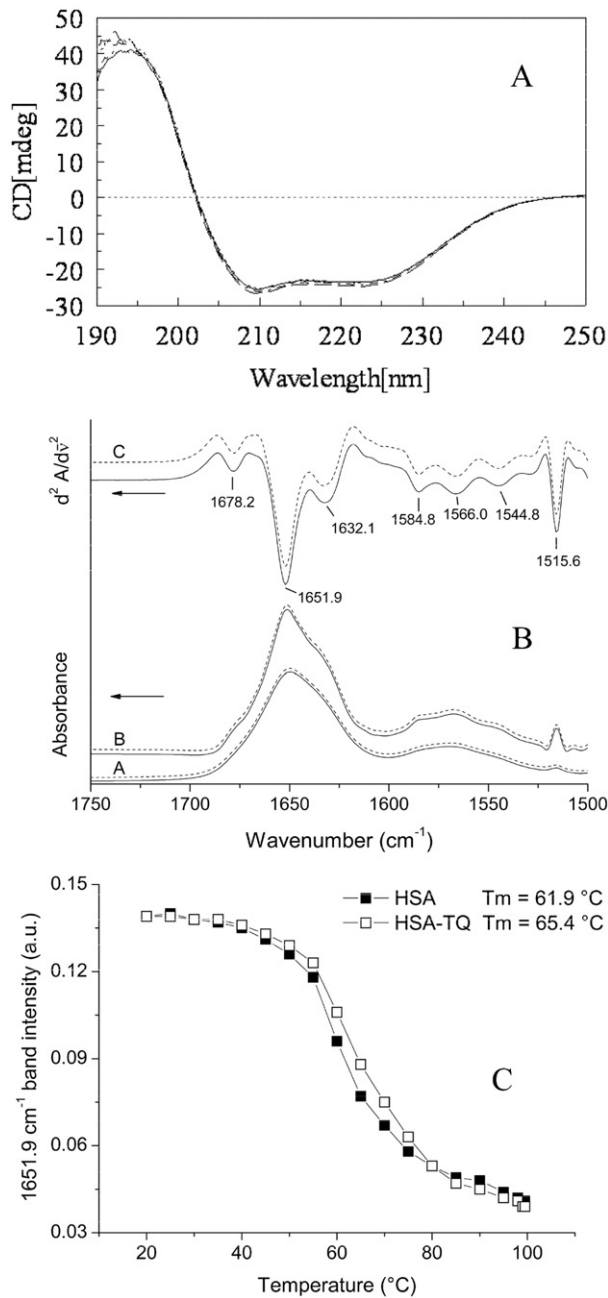 50
40
30
20
10
0
-10
-20
-30
CD[mdeg]
A
190 200 210 220 230 240 250
Wavelength[nm]
d² A/dν̄²
C
1678.2
1632.1
1584.8
1566.0
1544.8
1515.6
1651.9
B
Absorbance
B
A
1750 1700 1650 1600 1550 1500
Wavenumber (cm⁻¹)
0.15
0.12
0.09
0.06
0.03
1651.9 cm⁻¹ band intensity (a.u.)
HSA Tm = 61.9 °C
HSA-TQ Tm = 65.4 °C
C
20 40 60 80 100
Temperature (°C)